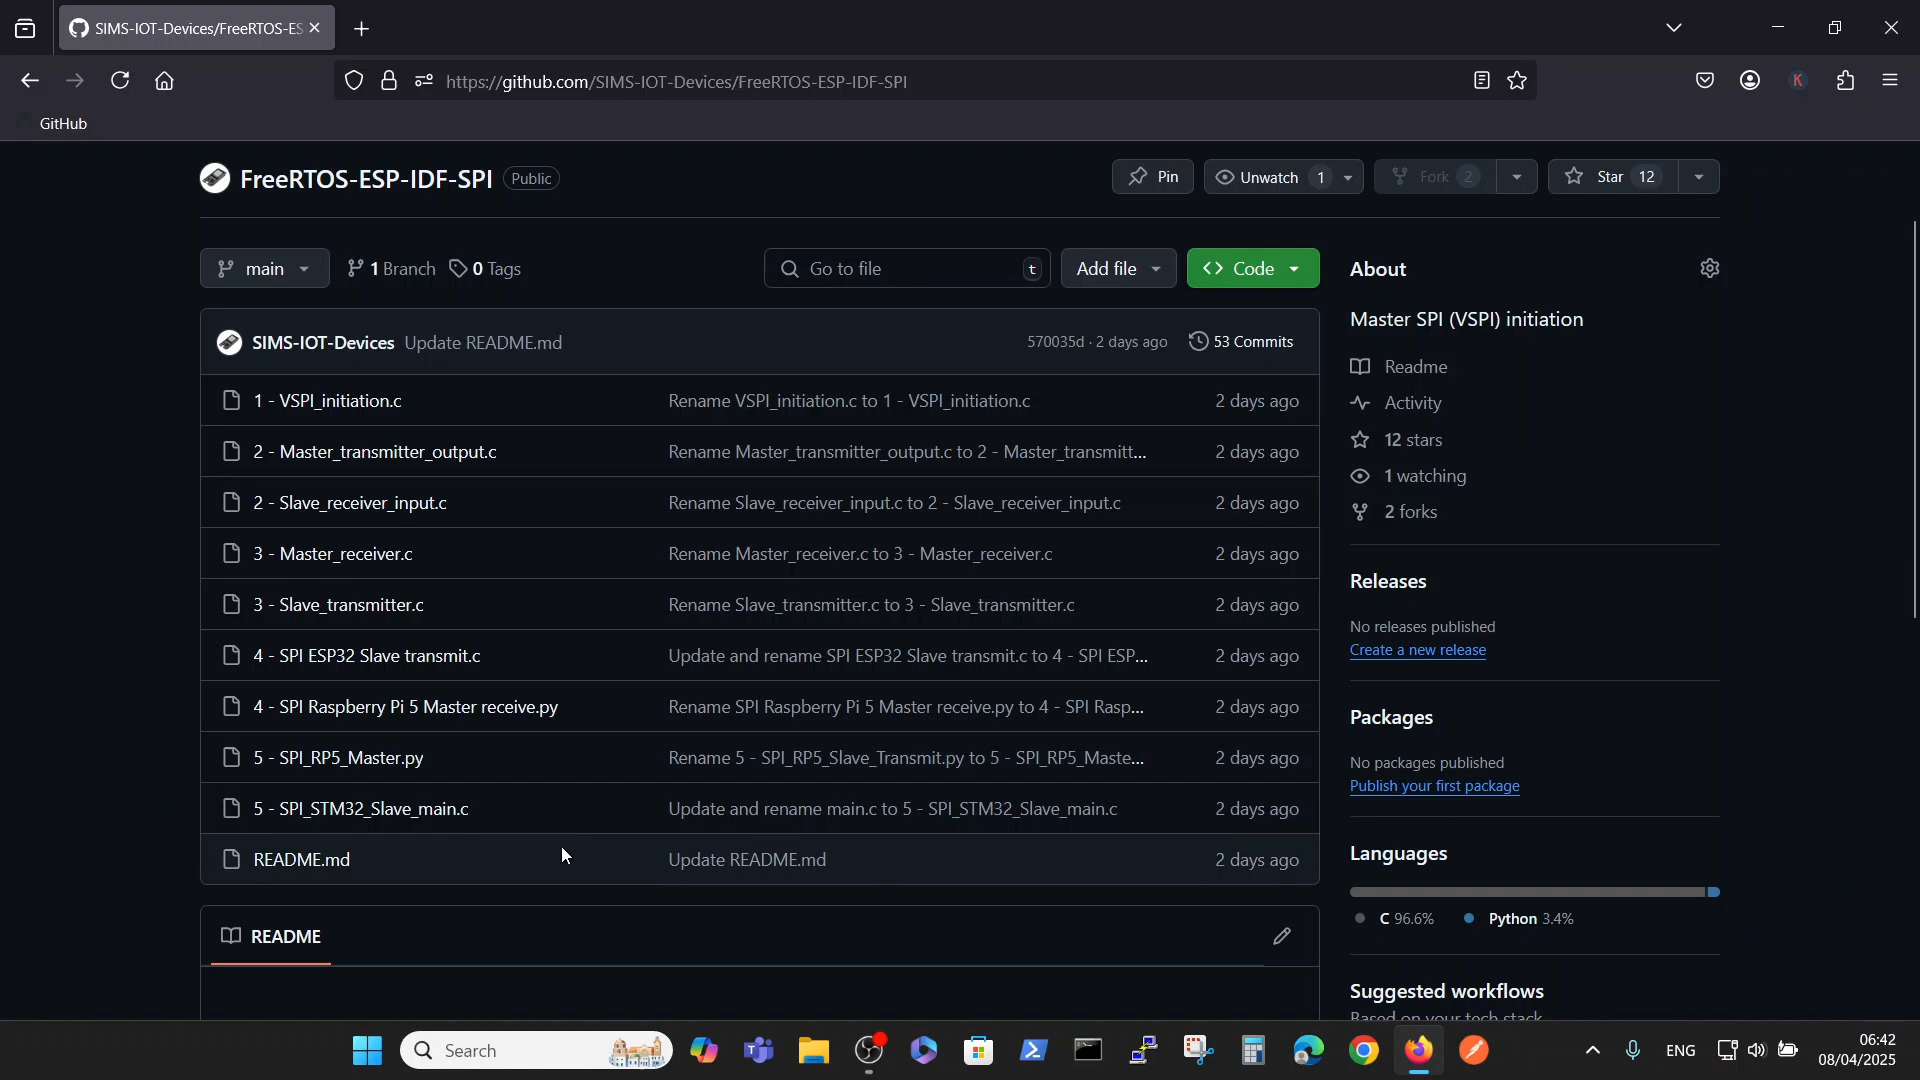 SIMS-IOT-Devices/FreeRTOS-ES
https://github.com/SIMS-IOT-Devices/FreeRTOS-ESP-IDF-SPI
K
GitHub
FreeRTOS-ESP-IDF-SPI Public
Pin Unwatch 1 Fork 2 Star 12
main 1 Branch 0 Tags Go to file t Add file Code
SIMS-IOT-Devices Update README.md 570035d · 2 days ago 53 Commits
1 - VSPI_initiation.c Rename VSPI_initiation.c to 1 - VSPI_initiation.c 2 days ago
2 - Master_transmitter_output.c Rename Master_transmitter_output.c to 2 - Master_transmitt... 2 days ago
2 - Slave_receiver_input.c Rename Slave_receiver_input.c to 2 - Slave_receiver_input.c 2 days ago
3 - Master_receiver.c Rename Master_receiver.c to 3 - Master_receiver.c 2 days ago
3 - Slave_transmitter.c Rename Slave_transmitter.c to 3 - Slave_transmitter.c 2 days ago
4 - SPI ESP32 Slave transmit.c Update and rename SPI ESP32 Slave transmit.c to 4 - SPI ESP... 2 days ago
4 - SPI Raspberry Pi 5 Master receive.py Rename SPI Raspberry Pi 5 Master receive.py to 4 - SPI Rasp... 2 days ago
5 - SPI_RP5_Master.py Rename 5 - SPI_RP5_Slave_Transmit.py to 5 - SPI_RP5_Maste... 2 days ago
5 - SPI_STM32_Slave_main.c Update and rename main.c to 5 - SPI_STM32_Slave_main.c 2 days ago
README.md Update README.md 2 days ago
README
About
Master SPI (VSPI) initiation
Readme
Activity
12 stars
1 watching
2 forks
Releases
No releases published
Create a new release
Packages
No packages published
Publish your first package
Languages
C 96.6% Python 3.4%
Suggested workflows
Based on your tech stack
Search
ENG
06:42
08/04/2025